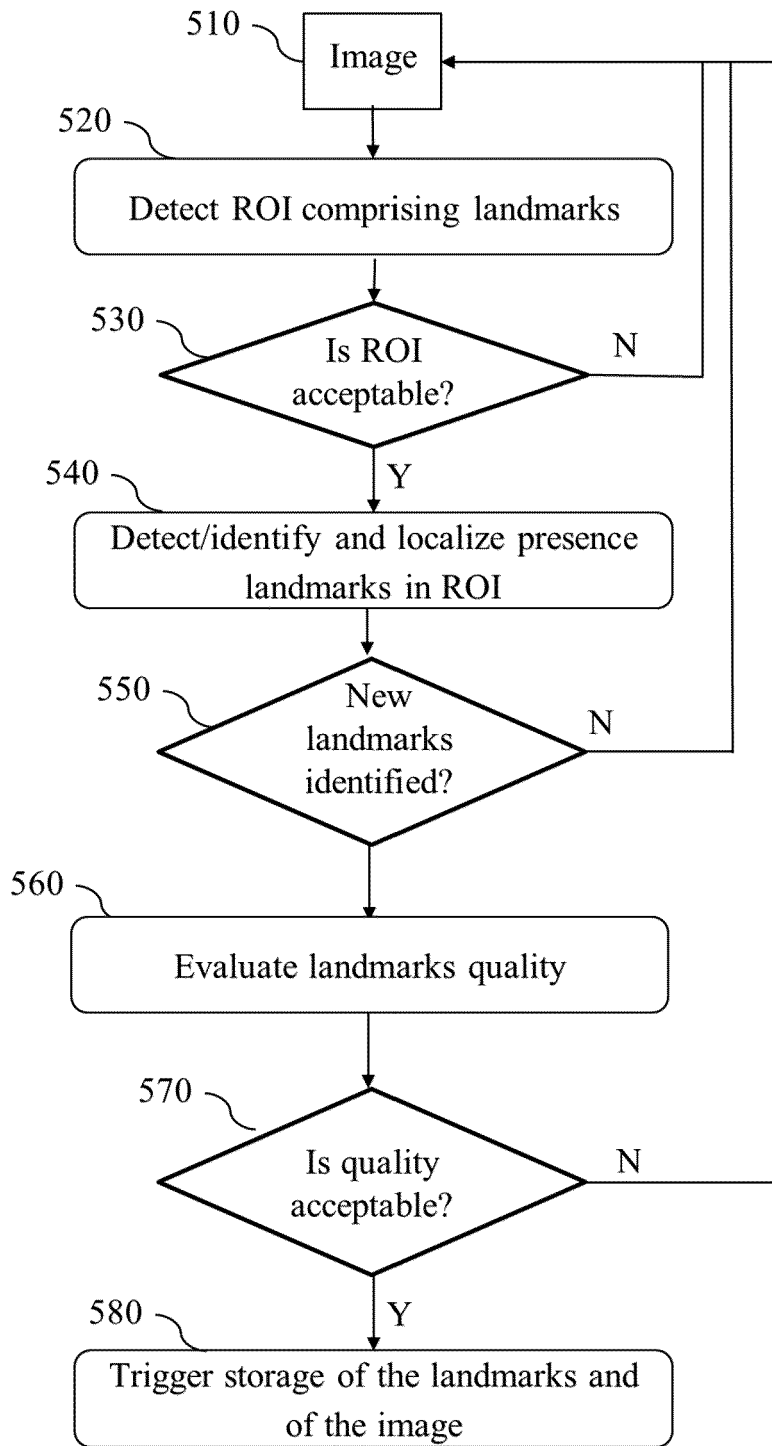 510
Image
520
Detect ROI comprising landmarks
530
Is ROI
acceptable?
N
Y
540
Detect/identify and localize presence
landmarks in ROI
550
New
landmarks
identified?
N
560
Evaluate landmarks quality
570
Is quality
acceptable?
N
Y
580
Trigger storage of the landmarks and
of the image